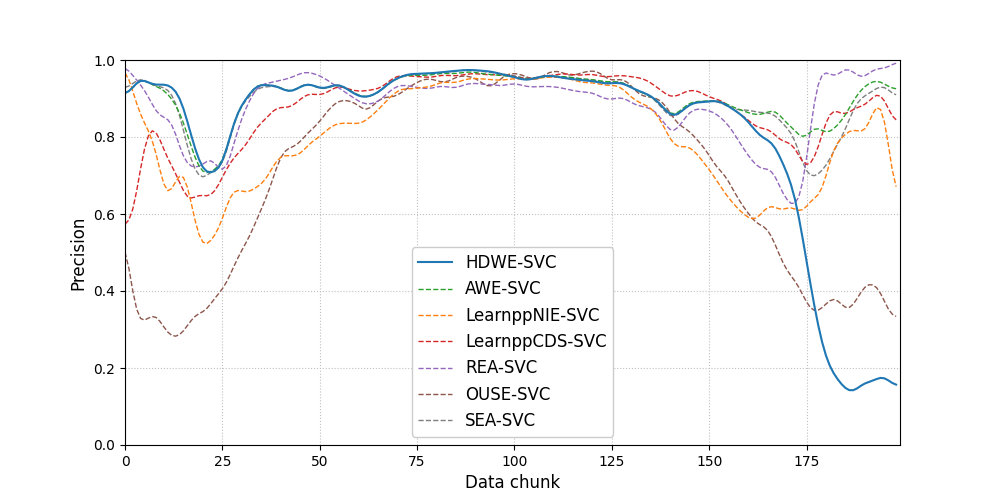 Precision
1.0
0.8
0.6
0.4
0.2
0.0
HDWE-SVC
AWE-SVC
LearnppNIE-SVC
LearnppCDS-SVC
REA-SVC
OUSE-SVC
SEA-SVC
0 25 50 75 100 125 150 175
Data chunk